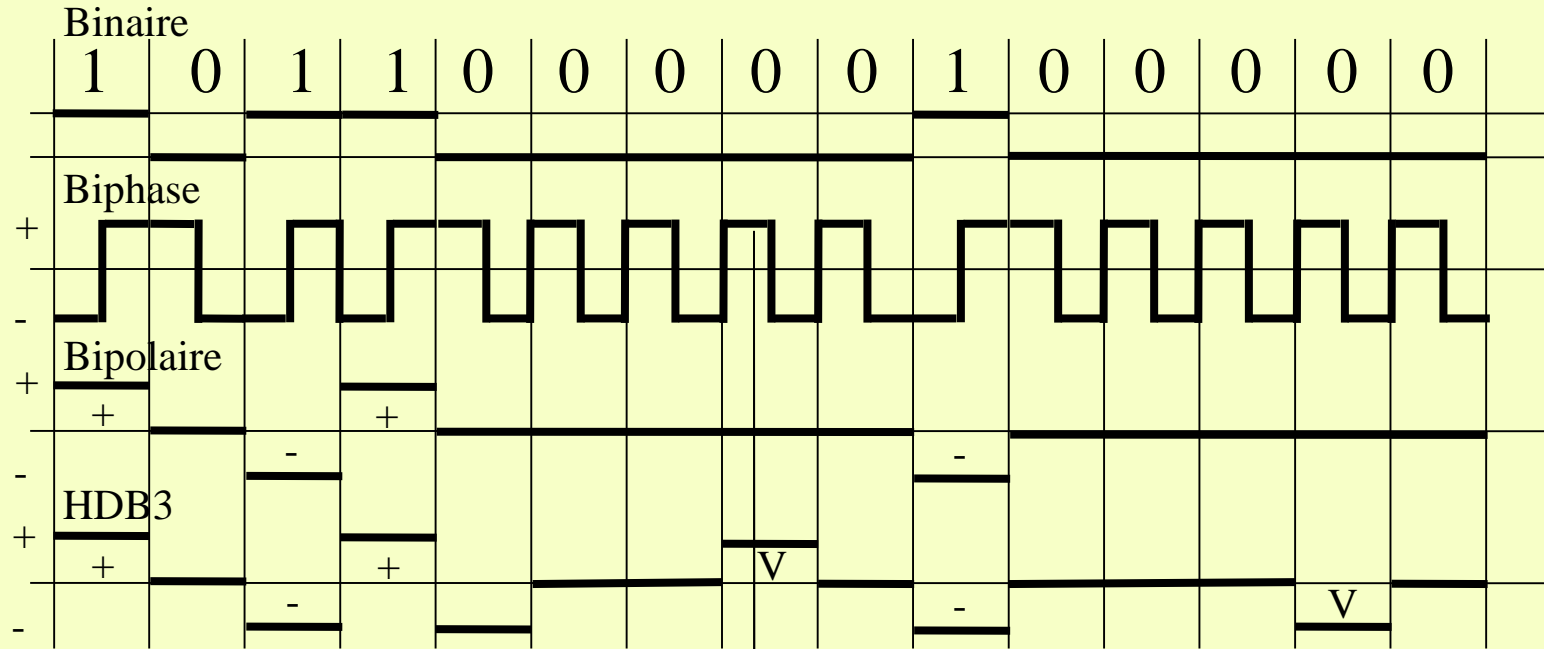 Binaire
1 0 1 1 0 0 0 0 0 1 0 0 0 0 0
Biphase
+
-
Bipolaire
+
+ +
- -
-
HDB3
+
+ + V
- - V
-